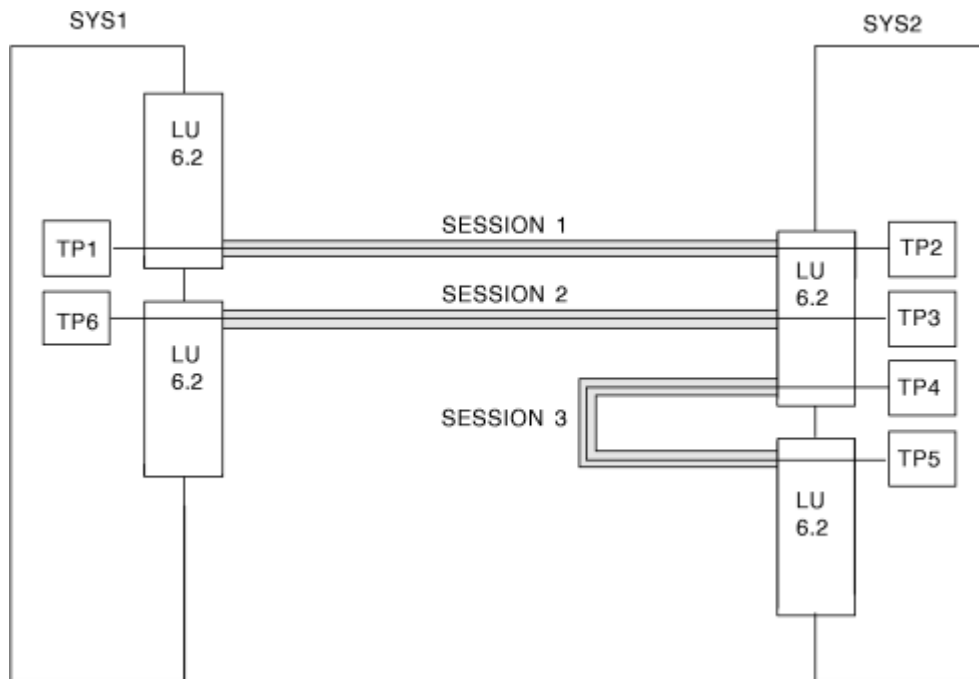 SYS1
SYS2
LU
6.2
SESSION 1
TP1
TP2
LU
6.2
SESSION 2
TP6
TP3
LU
6.2
TP4
SESSION 3
TP5
LU
6.2